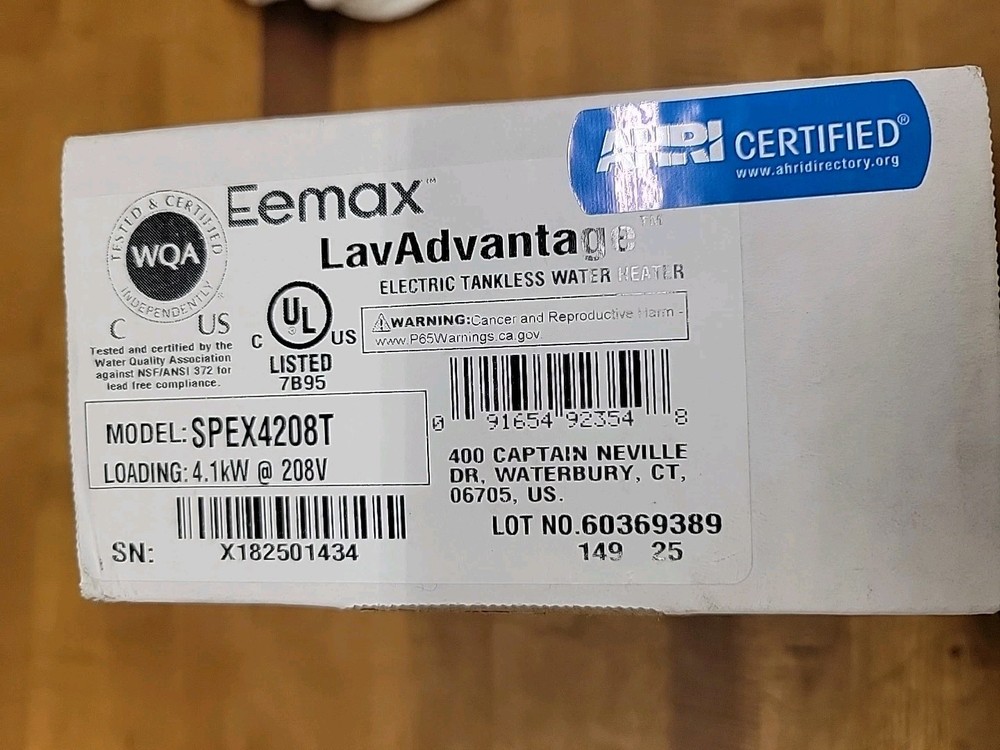 AHRI CERTIFIED®
www.ahridirectory.org
TESTED & CERTIFIED
WQA
INDEPENDENTLY
C US
Tested and certified by the
Water Quality Association
against NSF/ANSI 372 for
lead free compliance.
Eemax™
LavAdvantage™
ELECTRIC TANKLESS WATER HEATER
C UL US
LISTED
7B95
⚠WARNING:Cancer and Reproductive Harm -
www.P65Warnings.ca.gov.
MODEL: SPEX4208T
LOADING: 4.1kW @ 208V
0 91654 92354 8
400 CAPTAIN NEVILLE
DR, WATERBURY, CT,
06705, US.
SN: X182501434
LOT NO.60369389
149 25